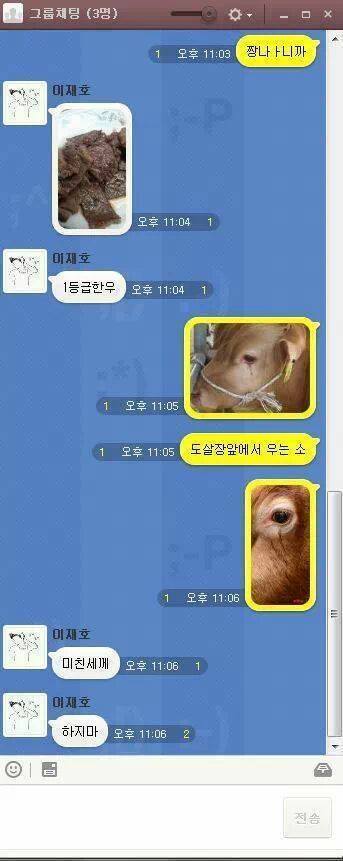 그룹채팅 (3명)
짱나ㅏ니까
1 오후 11:03
이재호
오후 11:04 1
이재호
1등급한우
오후 11:04 1
1 오후 11:05
도살장앞에서 우는 소
1 오후 11:05
1 오후 11:06
이재호
미친세께
오후 11:06 1
이재호
하지마
오후 11:06 2
전송